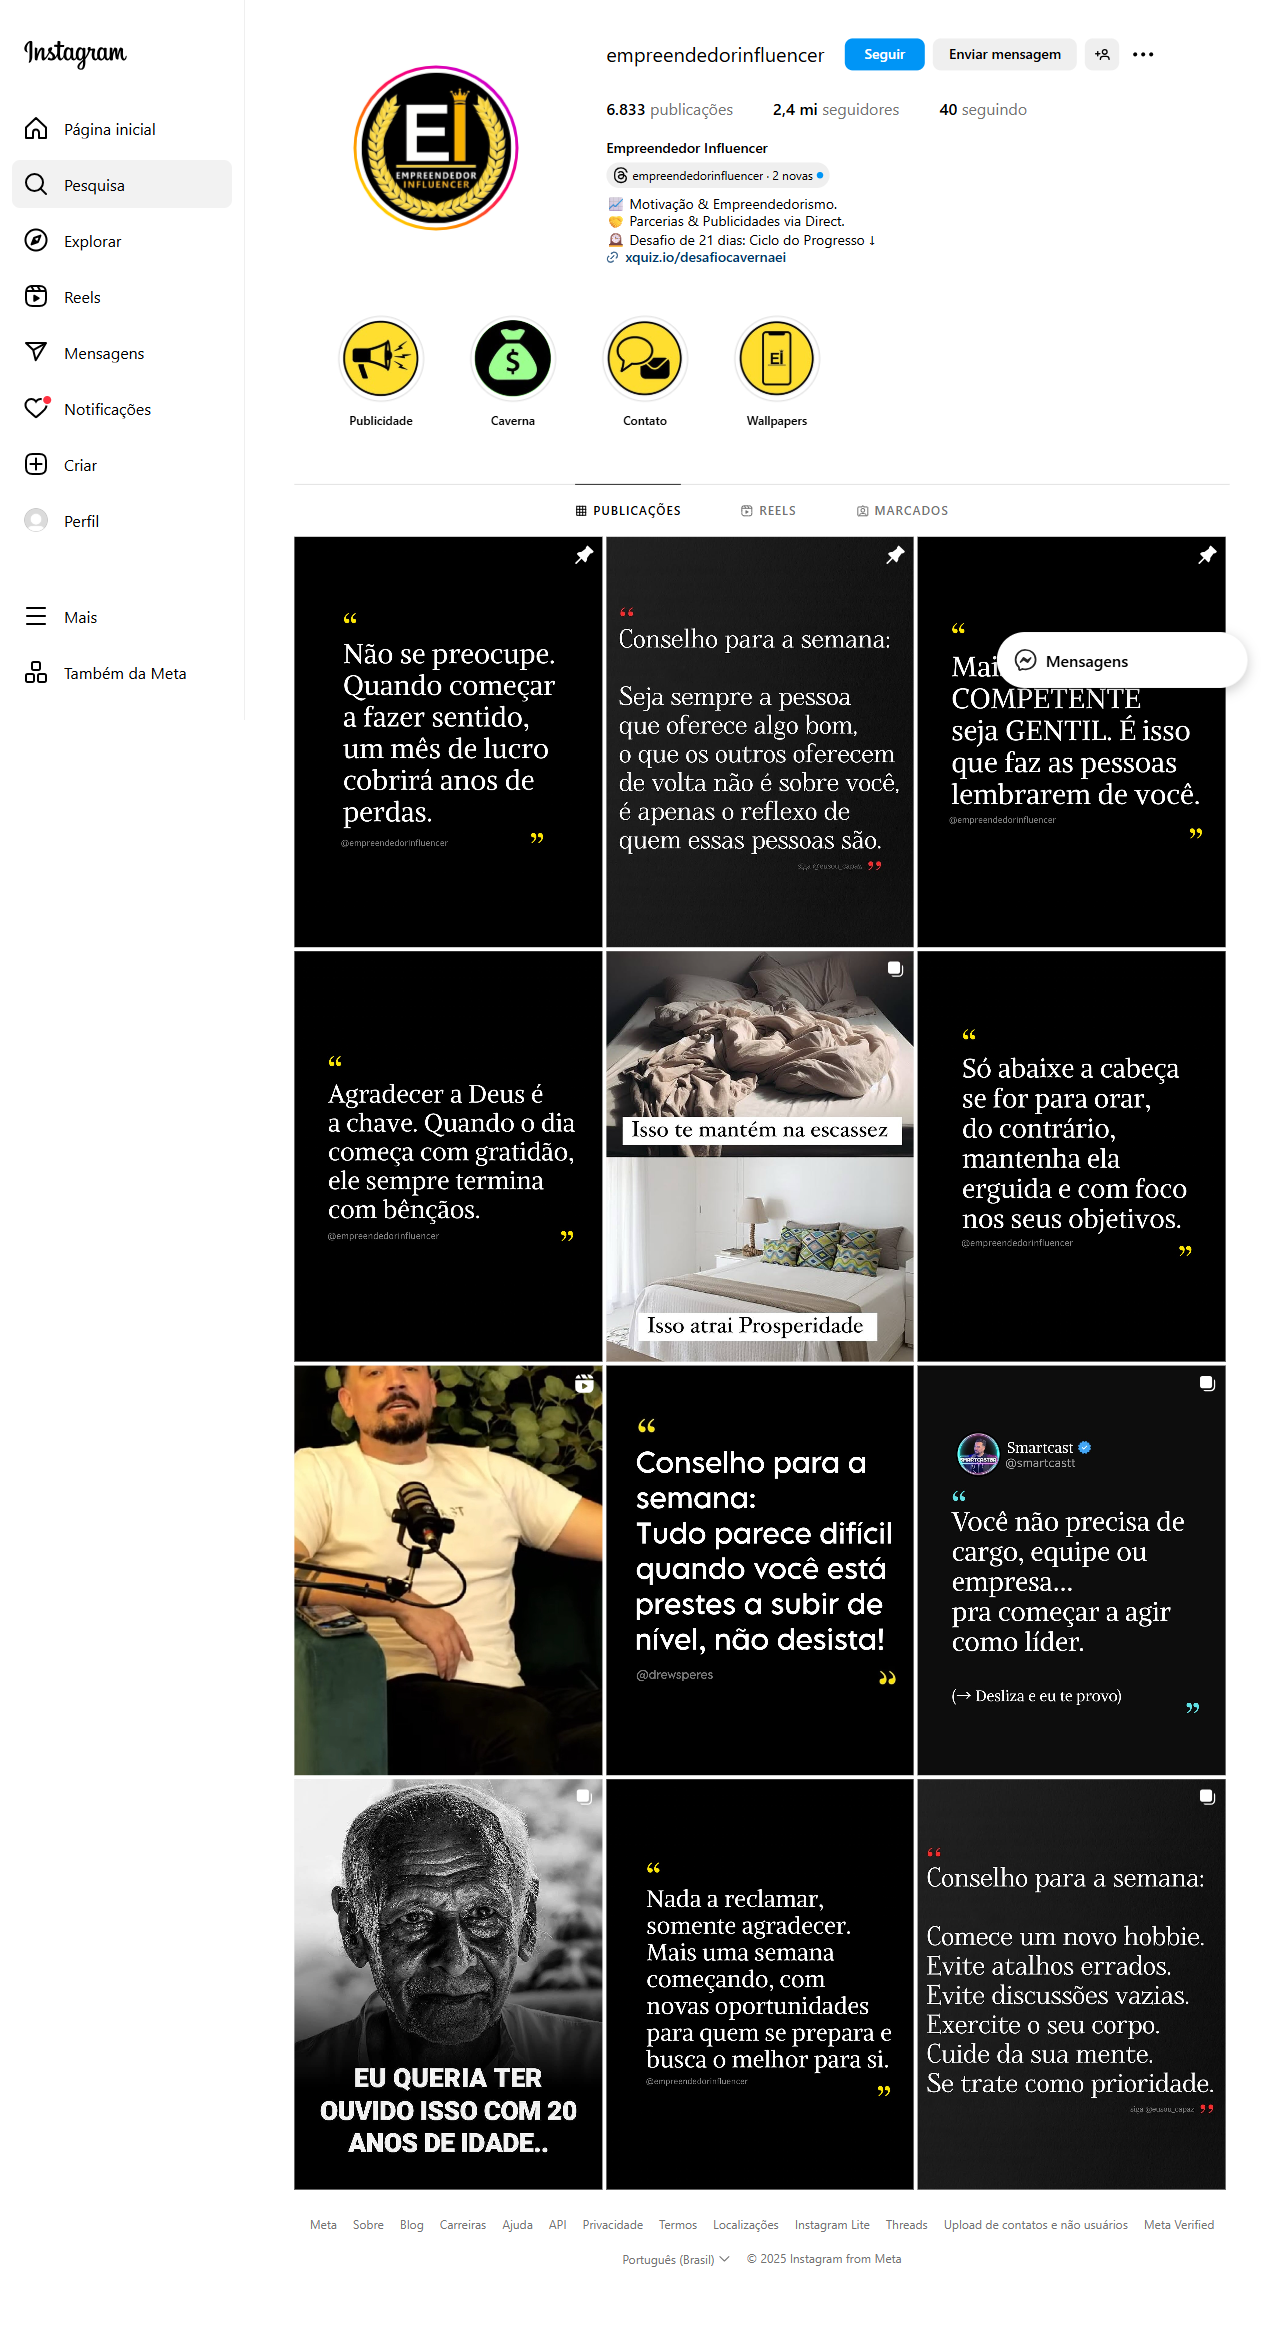 Instagram
Página inicial
Pesquisa
Explorar
Reels
Mensagens
Notificações
Criar
Perfil
Mais
Também da Meta
EI
EMPREENDEDOR
INFLUENCER
empreendedorinfluencer
Seguir
Enviar mensagem
6.833 publicações
2,4 mi seguidores
40 seguindo
Empreendedor Influencer
empreendedorinfluencer · 2 novas
📈 Motivação & Empreendedorismo.
🤝 Parcerias & Publicidades via Direct.
🕰️ Desafio de 21 dias: Ciclo do Progresso ↓
xquiz.io/desafiocavernaei
$
EI
Publicidade
Caverna
Contato
Wallpapers
PUBLICAÇÕES
REELS
MARCADOS
“
Não se preocupe.
Quando começar
a fazer sentido,
um mês de lucro
cobrirá anos de
perdas.
@empreendedorinfluencer
”
“
Conselho para a semana:
Seja sempre a pessoa
que oferece algo bom,
o que os outros oferecem
de volta não é sobre você,
é apenas o reflexo de
quem essas pessoas são.
”
“
Mai
COMPETENTE
seja GENTIL. É isso
que faz as pessoas
lembrarem de você.
@empreendedorinfluencer
”
Mensagens
“
Agradecer a Deus é
a chave. Quando o dia
começa com gratidão,
ele sempre termina
com bênçãos.
@empreendedorinfluencer
”
Isso te mantém na escassez
Isso atrai Prosperidade
“
Só abaixe a cabeça
se for para orar,
do contrário,
mantenha ela
erguida e com foco
nos seus objetivos.
@empreendedorinfluencer
”
“
Conselho para a
semana:
Tudo parece difícil
quando você está
prestes a subir de
nível, não desista!
@drewsperes
”
Smartcast
@smartcastt
“
Você não precisa de
cargo, equipe ou
empresa...
pra começar a agir
como líder.
(→ Desliza e eu te provo)
”
EU QUERIA TER
OUVIDO ISSO COM 20
ANOS DE IDADE..
“
Nada a reclamar,
somente agradecer.
Mais uma semana
começando, com
novas oportunidades
para quem se prepara e
busca o melhor para si.
@empreendedorinfluencer
”
“
Conselho para a semana:
Comece um novo hobbie.
Evite atalhos errados.
Evite discussões vazias.
Exercite o seu corpo.
Cuide da sua mente.
Se trate como prioridade.
siga @eusou_capaz
”
Meta Sobre Blog Carreiras Ajuda API Privacidade Termos Localizações Instagram Lite Threads Upload de contatos e não usuários Meta Verified
Português (Brasil) © 2025 Instagram from Meta